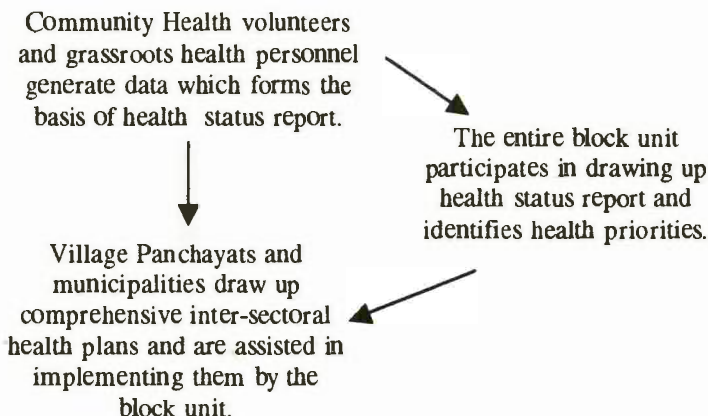 Community Health volunteers
and grassroots health personnel
generate data which forms the
basis of health status report.
The entire block unit
participates in drawing up
health status report and
identifies health priorities.
Village Panchayats and
municipalities draw up
comprehensive inter-sectoral
health plans and are assisted in
implementing them by the
block unit.